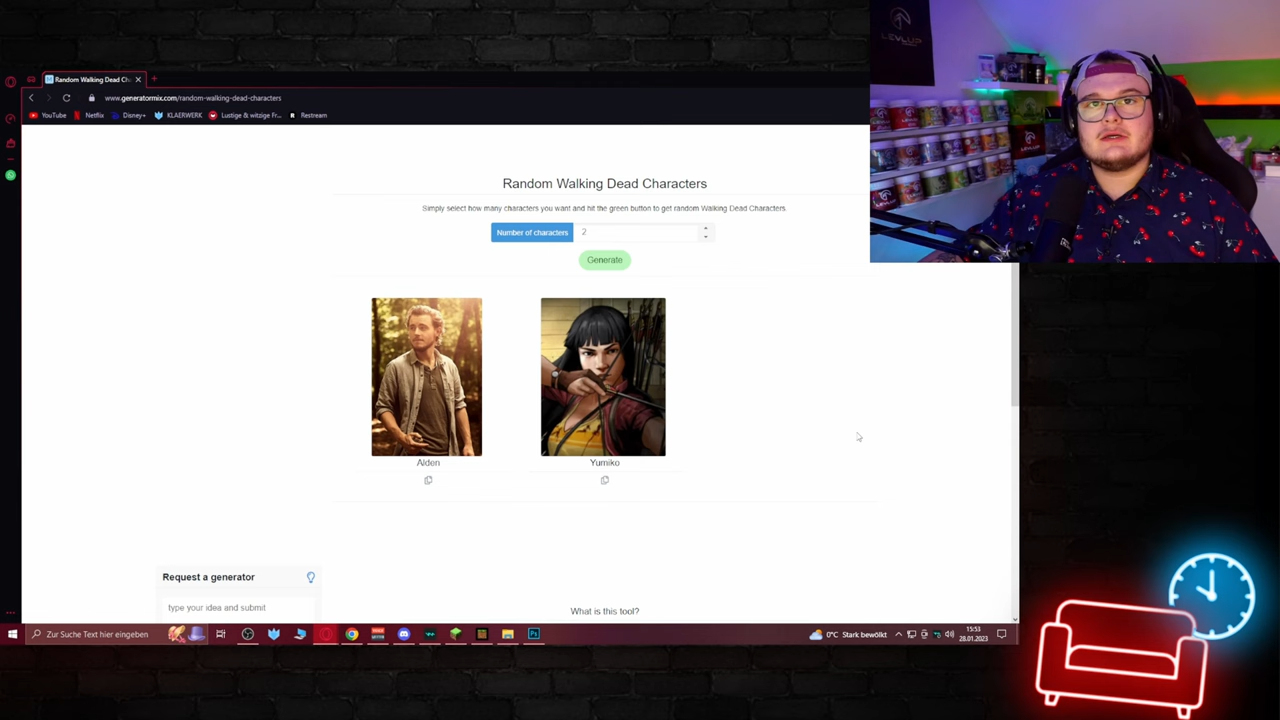 Random Walking Dead Ch
www.generatormix.com/random-walking-dead-characters
YouTube Netflix Disney+ KLAERWERK Lustige & witzige Fr... R Restream
LEVLUP
Random Walking Dead Characters
Simply select how many characters you want and hit the green button to get random Walking Dead Characters.
Number of characters 2
Generate
Aiden Yumiko
Request a generator
type your idea and submit
What is this tool?
Zur Suche Text hier eingeben
Ps
0°C Stark bewölkt
15:53
28.01.2023